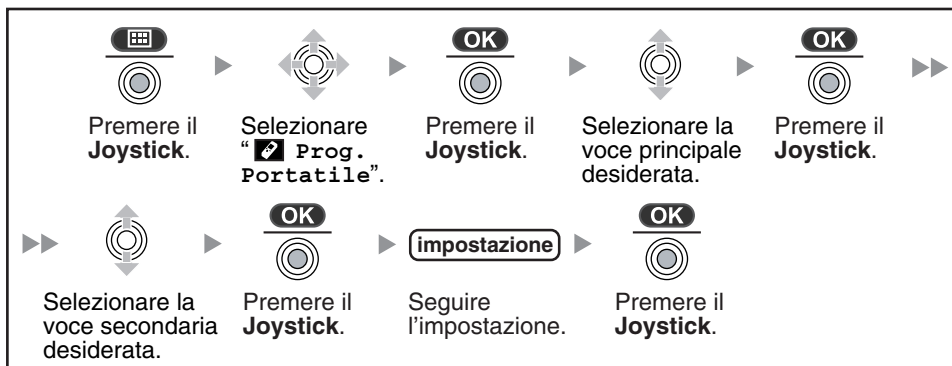 OK
OK
Premere il
Joystick.
Selezionare
“ Prog.
Portatile”.
Premere il
Joystick.
Selezionare la
voce principale
desiderata.
Premere il
Joystick.
OK
impostazione
OK
Selezionare la
voce secondaria
desiderata.
Premere il
Joystick.
Seguire
l’impostazione.
Premere il
Joystick.